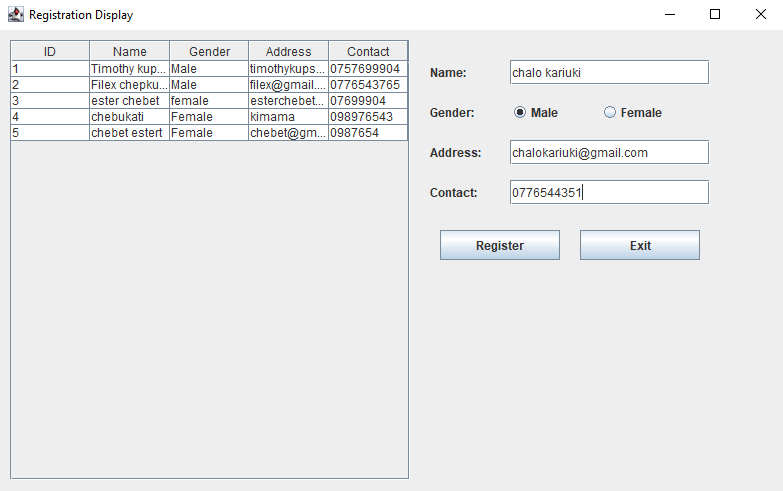 Registration Display
ID Name Gender Address Contact
1 Timothy kup... Male timothykups... 0757699904
2 Filex chepku... Male filex@gmail.... 0776543765
3 ester chebet female esterchebet... 07699904
4 chebukati Female kimama 098976543
5 chebet estert Female chebet@gm... 0987654
Name: chalo kariuki
Gender: Male Female
Address: chalokariuki@gmail.com
Contact: 0776544351
Register Exit